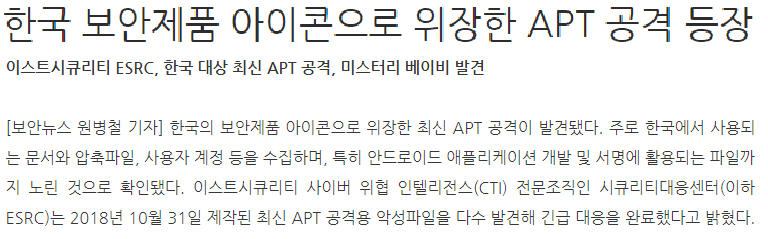 한국 보안제품 아이콘으로 위장한 APT 공격 등장
이스트시큐리티 ESRC, 한국 대상 최신 APT 공격, 미스터리 베이비 발견
[보안뉴스 원병철 기자] 한국의 보안제품 아이콘으로 위장한 최신 APT 공격이 발견됐다. 주로 한국에서 사용되
는 문서와 압축파일, 사용자 계정 등을 수집하며, 특히 안드로이드 애플리케이션 개발 및 서명에 활용되는 파일까
지 노린 것으로 확인됐다. 이스트시큐리티 사이버 위협 인텔리전스(CTI) 전문조직인 시큐리티대응센터(이하
ESRC)는 2018년 10월 31일 제작된 최신 APT 공격용 악성파일을 다수 발견해 긴급 대응을 완료했다고 밝혔다.